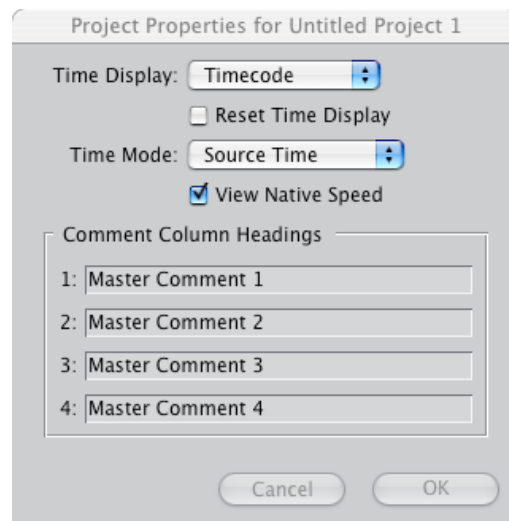 Project Properties for Untitled Project 1
Time Display: Timecode
Reset Time Display
Time Mode: Source Time
View Native Speed
Comment Column Headings
1: Master Comment 1
2: Master Comment 2
3: Master Comment 3
4: Master Comment 4
Cancel OK